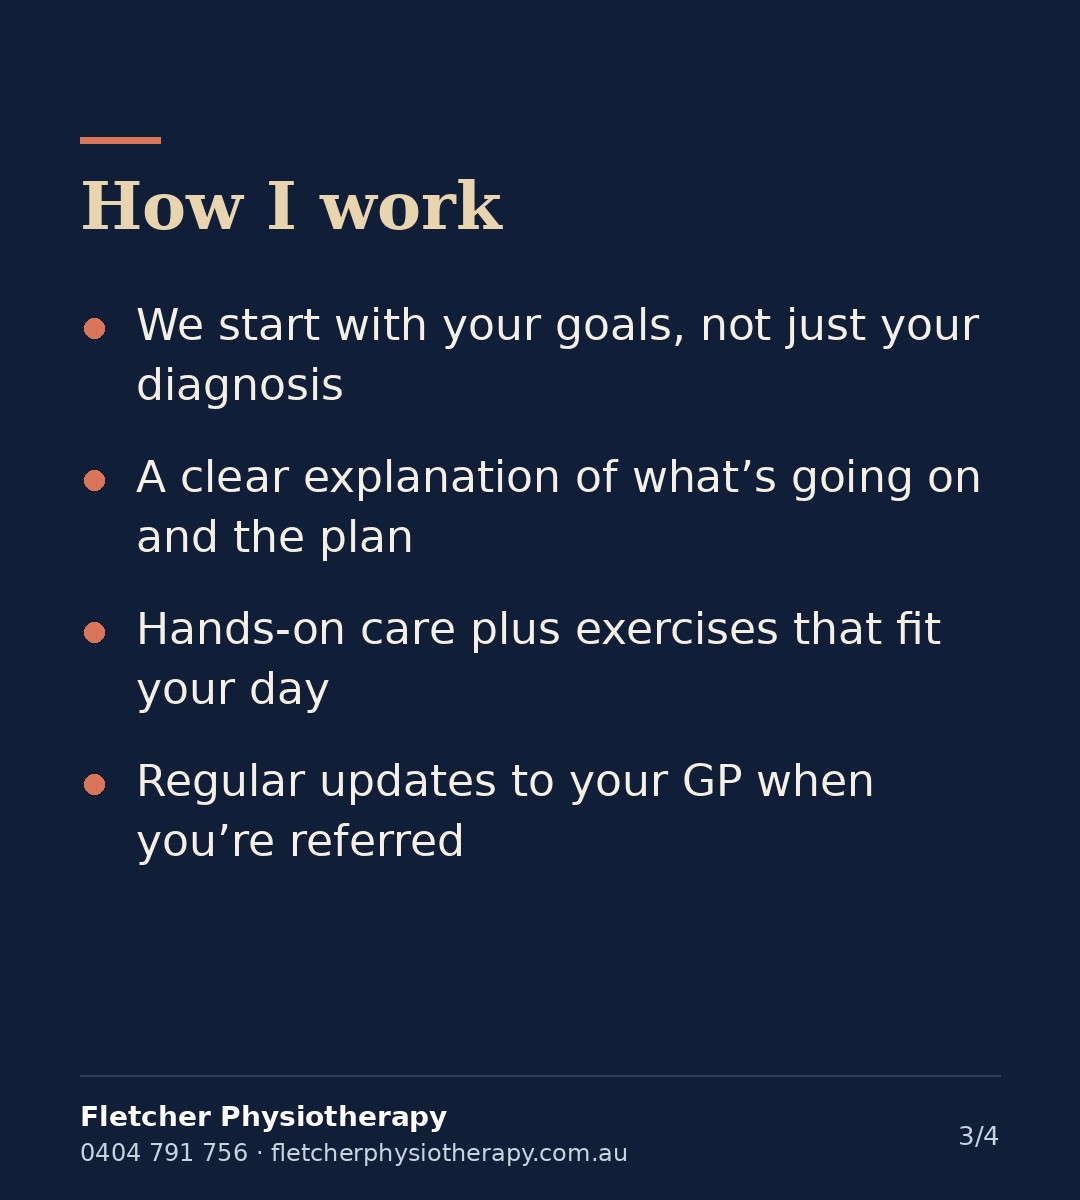 How I work
We start with your goals, not just your
diagnosis
A clear explanation of what’s going on
and the plan
Hands-on care plus exercises that fit
your day
Regular updates to your GP when
you’re referred
Fletcher Physiotherapy
0404 791 756 · fletcherphysiotherapy.com.au
3/4